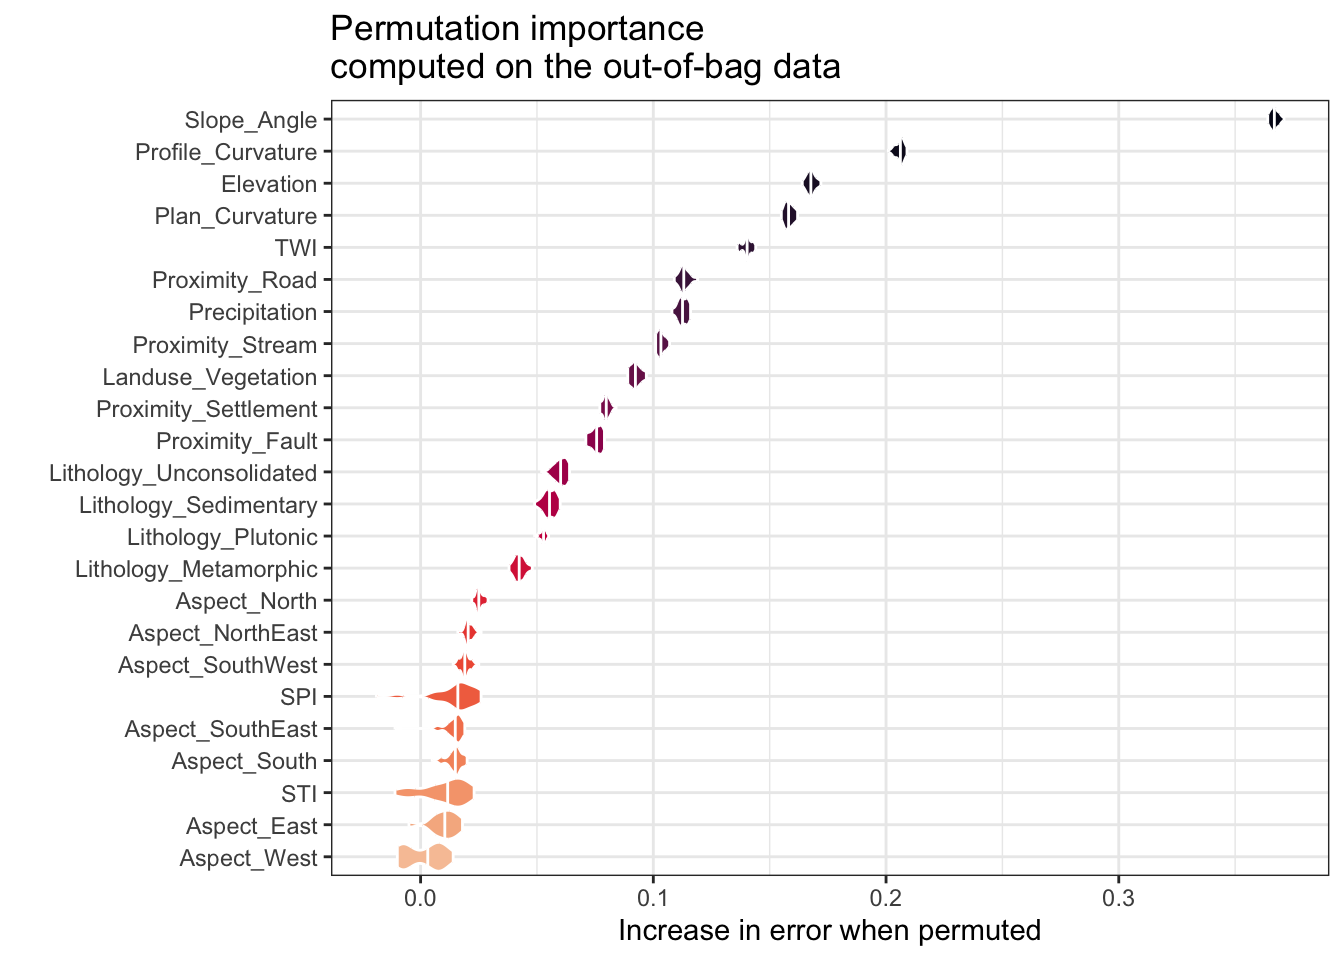 Permutation importance
computed on the out-of-bag data
Slope_Angle
Profile_Curvature
Elevation
Plan_Curvature
TWI
Proximity_Road
Precipitation
Proximity_Stream
Landuse_Vegetation
Proximity_Settlement
Proximity_Fault
Lithology_Unconsolidated
Lithology_Sedimentary
Lithology_Plutonic
Lithology_Metamorphic
Aspect_North
Aspect_NorthEast
Aspect_SouthWest
SPI
Aspect_SouthEast
Aspect_South
STI
Aspect_East
Aspect_West
0.0 0.1 0.2 0.3
Increase in error when permuted